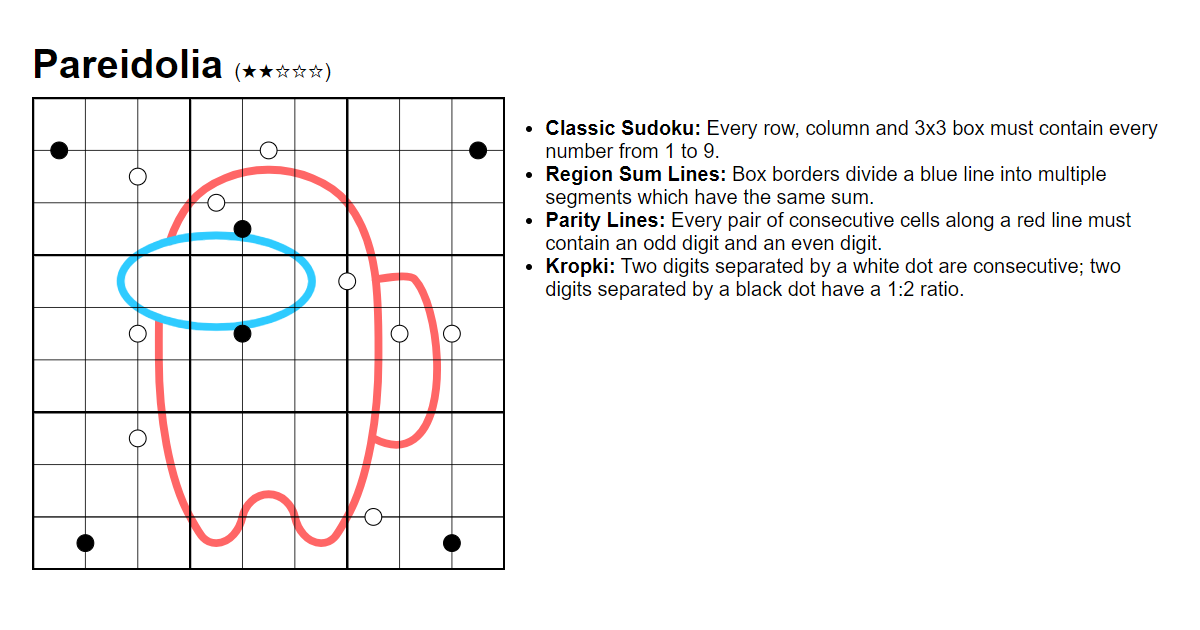 Pareidolia (★★☆☆☆)
• Classic Sudoku: Every row, column and 3x3 box must contain every
number from 1 to 9.
• Region Sum Lines: Box borders divide a blue line into multiple
segments which have the same sum.
• Parity Lines: Every pair of consecutive cells along a red line must
contain an odd digit and an even digit.
• Kropki: Two digits separated by a white dot are consecutive; two
digits separated by a black dot have a 1:2 ratio.